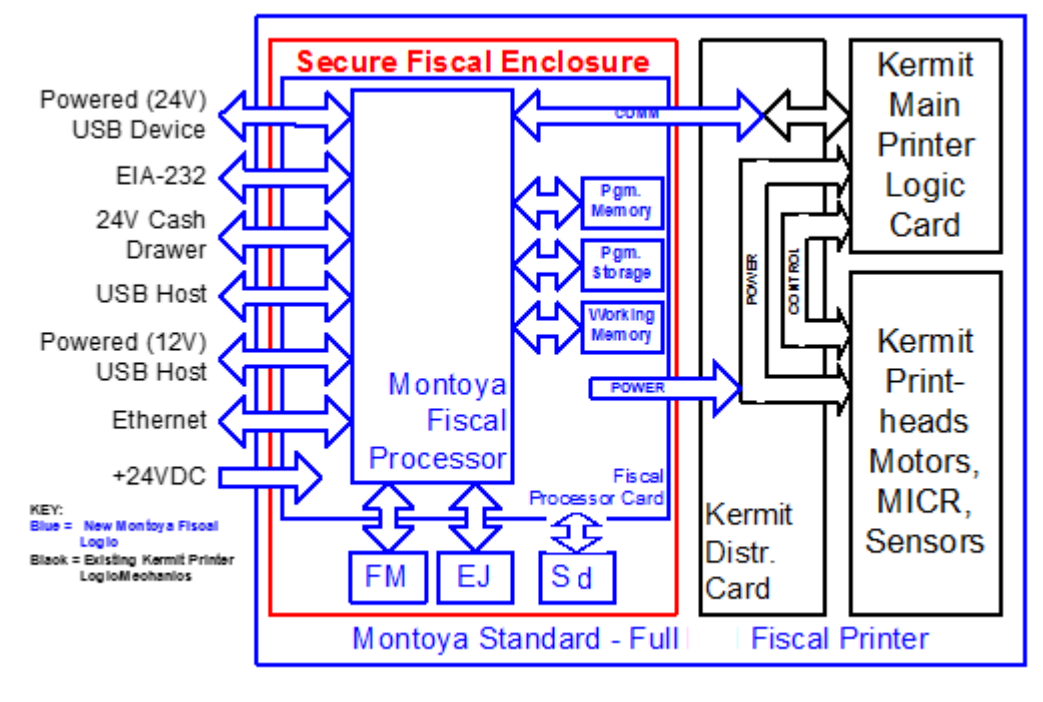 Secure Fiscal Enclosure
Powered (24V)
USB Device
EIA-232
24V Cash
Drawer
USB Host
Powered (12V)
USB Host
Ethernet
+24VDC
KEY:
Blue = New Montoya Fiscal
Logic
Black = Existing Kermit Printer
Logic/Mechanics
COMM
Pgm.
Memory
Pgm.
Storage
Working
Memory
POWER
Montoya
Fiscal
Processor
Fiscal
Processor Card
FM
EJ
Sd
POWER
CONTROL
Kermit
Distr.
Card
Kermit
Main
Printer
Logic
Card
Kermit
Print-
heads
Motors,
MICR,
Sensors
Montoya Standard - Full Fiscal Printer